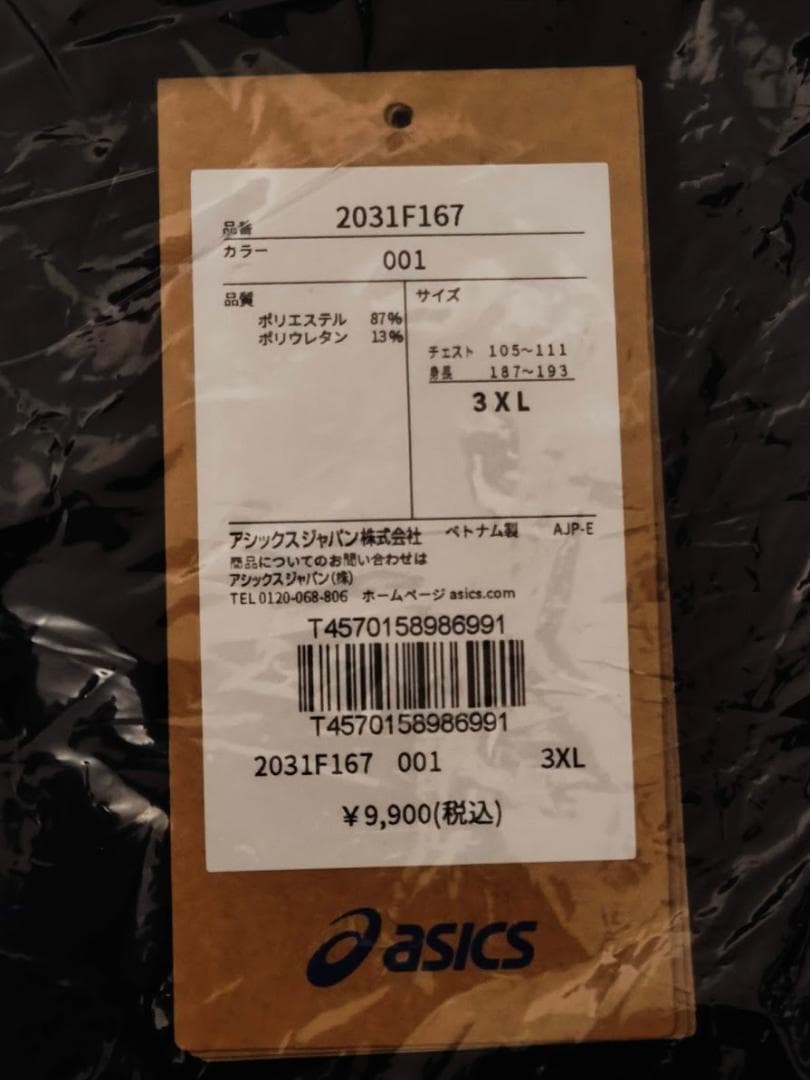 品番 2031F167
カラー 001
品質
ポリエステル 87%
ポリウレタン 13%
サイズ
チェスト 105~111
身長 187~193
3XL
アシックスジャパン株式会社 ベトナム製 AJP-E
商品についてのお問い合わせは
アシックスジャパン(株)
TEL 0120-068-806 ホームページ asics.com
T4570158986991
T4570158986991
2031F167 001 3XL
¥9,900(税込)
asics